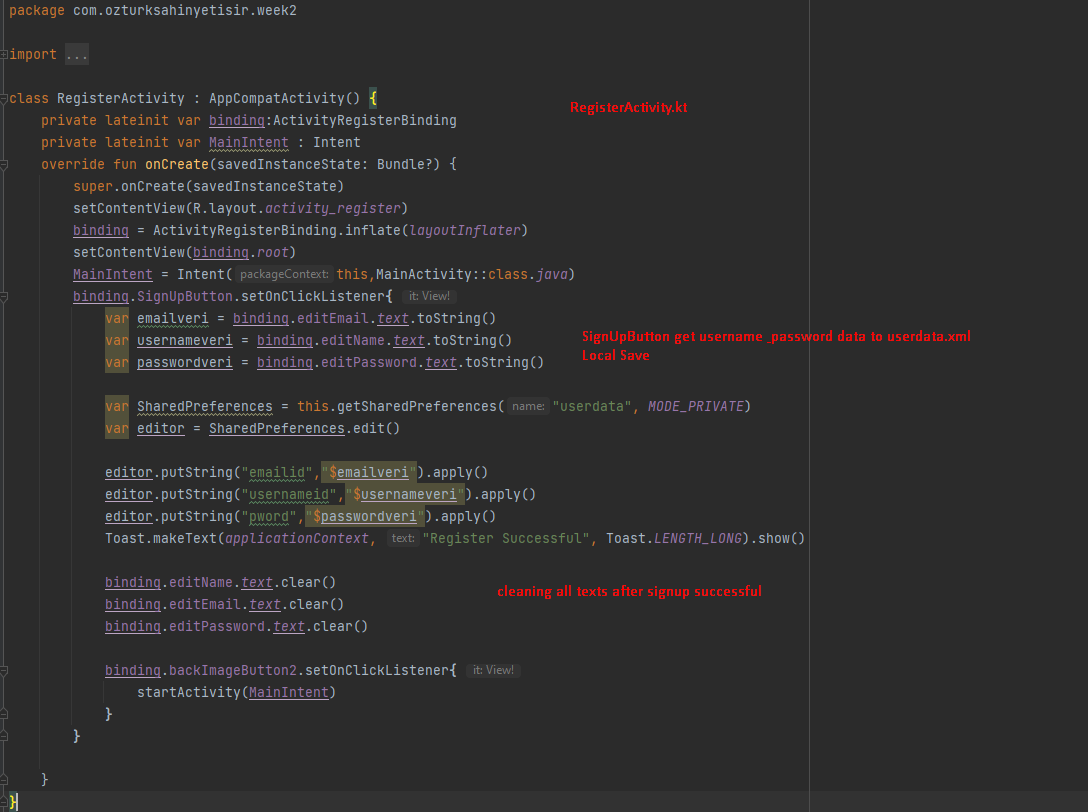 package com.ozturksahinyetisir.week2
import ...
class RegisterActivity : AppCompatActivity() {
RegisterActivity.kt
private lateinit var binding:ActivityRegisterBinding
private lateinit var MainIntent : Intent
override fun onCreate(savedInstanceState: Bundle?) {
super.onCreate(savedInstanceState)
setContentView(R.layout.activity_register)
binding = ActivityRegisterBinding.inflate(layoutInflater)
setContentView(binding.root)
MainIntent = Intent( packageContext: this,MainActivity::class.java)
binding.SignUpButton.setOnClickListener{ it: View!
var emailveri = binding.editEmail.text.toString()
var usernameveri = binding.editName.text.toString()
var passwordveri = binding.editPassword.text.toString()
SignUpButton get username _password data to userdata.xml
Local Save
var SharedPreferences = this.getSharedPreferences( name: "userdata", MODE_PRIVATE)
var editor = SharedPreferences.edit()
editor.putString("emailid","$emailveri").apply()
editor.putString("usernameid","$usernameveri").apply()
editor.putString("pword","$passwordveri").apply()
Toast.makeText(applicationContext, text: "Register Successful", Toast.LENGTH_LONG).show()
binding.editName.text.clear()
cleaning all texts after signup successful
binding.editEmail.text.clear()
binding.editPassword.text.clear()
binding.backImageButton2.setOnClickListener{ it: View!
startActivity(MainIntent)
}
}
}
}